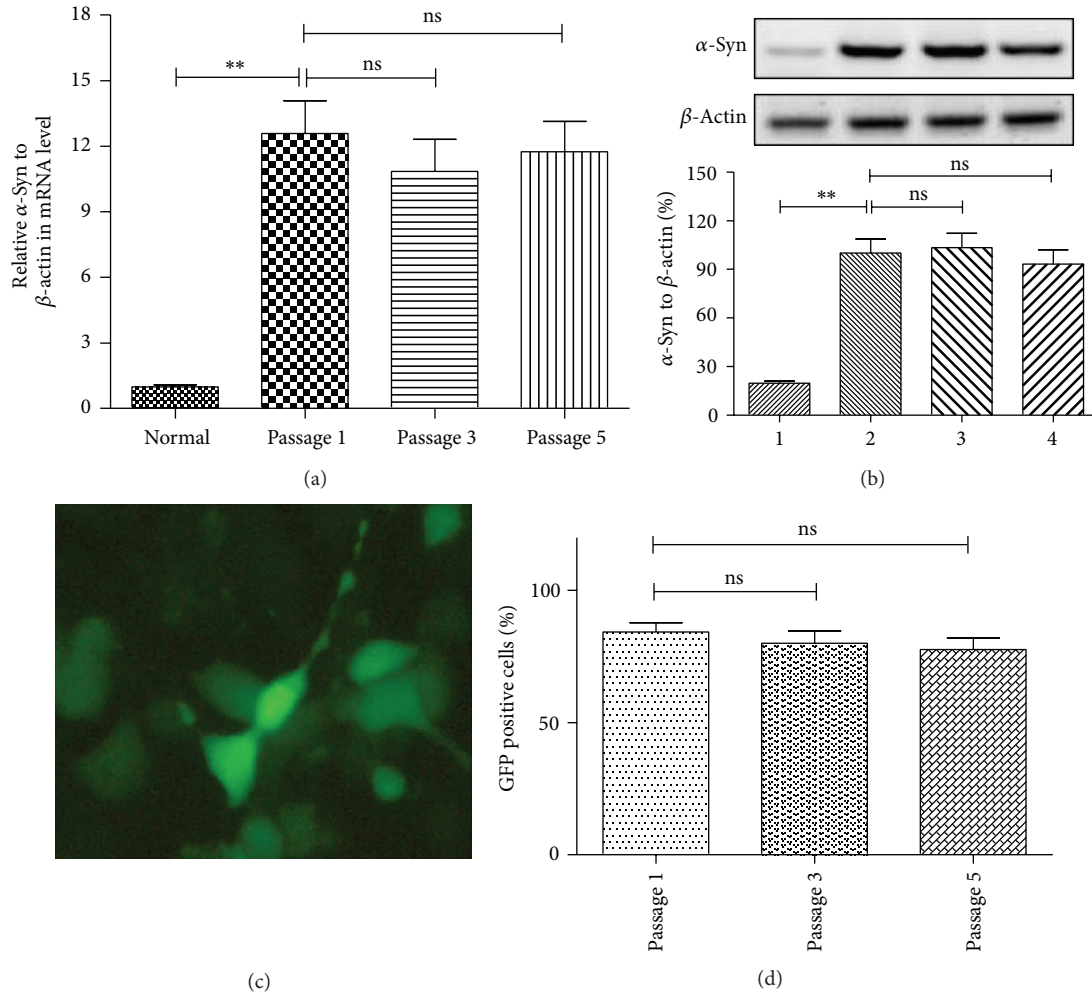 18
15
12
9
6
3
0
Relative α-Syn to
β-actin in mRNA level
**
ns
ns
Normal
Passage 1
Passage 3
Passage 5
(a)
α-Syn
β-Actin
150
120
90
60
30
0
α-Syn to β-actin (%)
**
ns
ns
1
2
3
4
(b)
(c)
100
50
0
GFP positive cells (%)
ns
ns
Passage 1
Passage 3
Passage 5
(d)